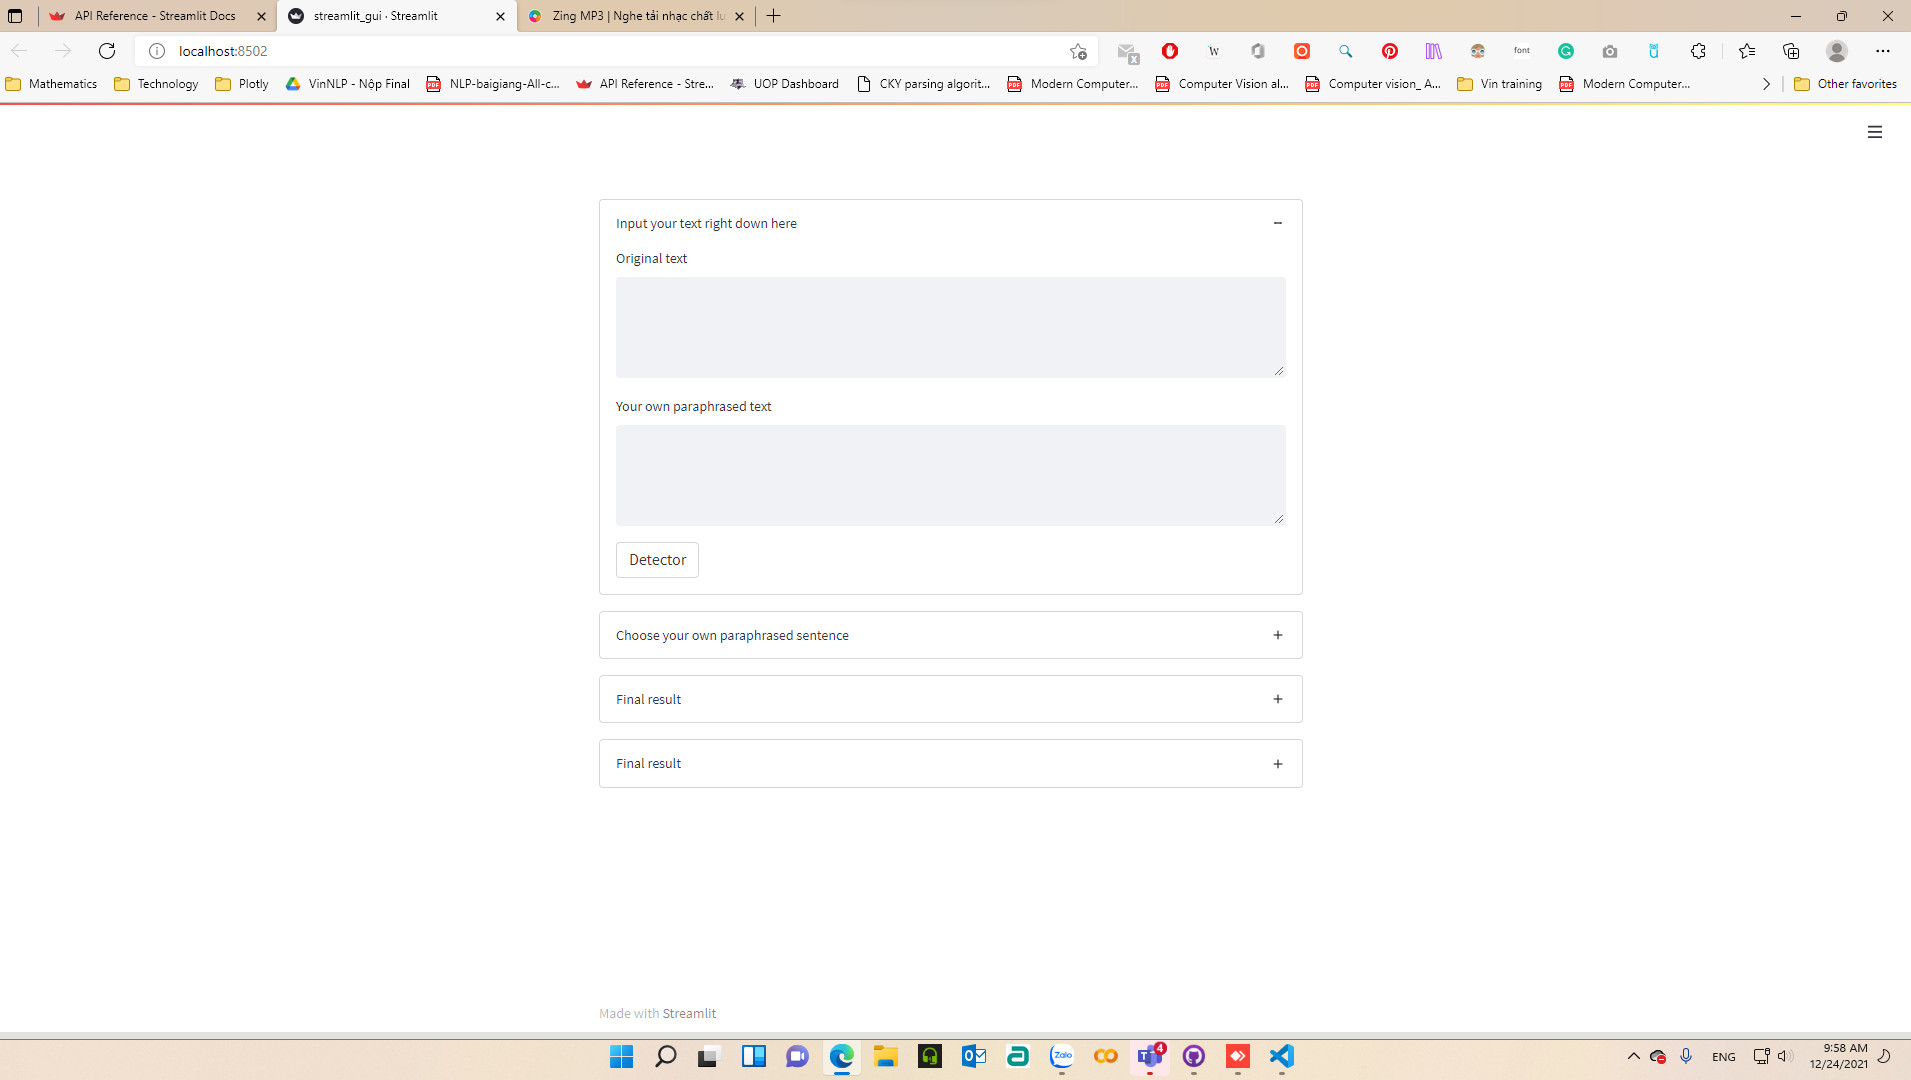 API Reference - Streamlit Docs
streamlit_gui · Streamlit
Zing MP3 | Nghe tải nhạc chất lư
localhost:8502
W
font
Mathematics
Technology
Plotly
VinNLP - Nộp Final
NLP-baigiang-All-c...
API Reference - Stre...
UOP Dashboard
CKY parsing algorit...
Modern Computer...
Computer Vision al...
Computer vision_ A...
Vin training
Modern Computer...
Other favorites
Input your text right down here
Original text
Your own paraphrased text
Detector
Choose your own paraphrased sentence
Final result
Final result
Made with Streamlit
Zalo
4
ENG
9:58 AM
12/24/2021